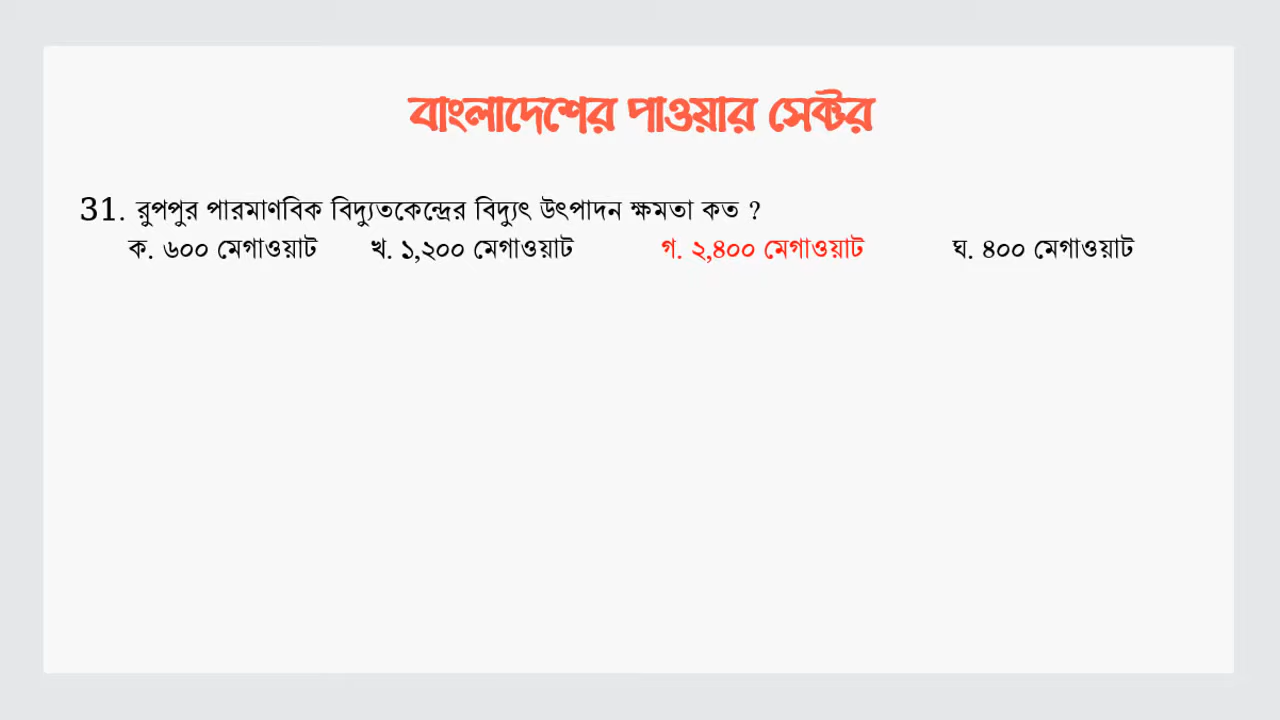 বাংলাদেশের পাওয়ার সেক্টর
31. রুপপুর পারমাণবিক বিদ্যুতকেন্দ্রের বিদ্যুৎ উৎপাদন ক্ষমতা কত ?
ক. ৬০০ মেগাওয়াট খ. ১,২০০ মেগাওয়াট গ. ২,৪০০ মেগাওয়াট ঘ. ৪০০ মেগাওয়াট